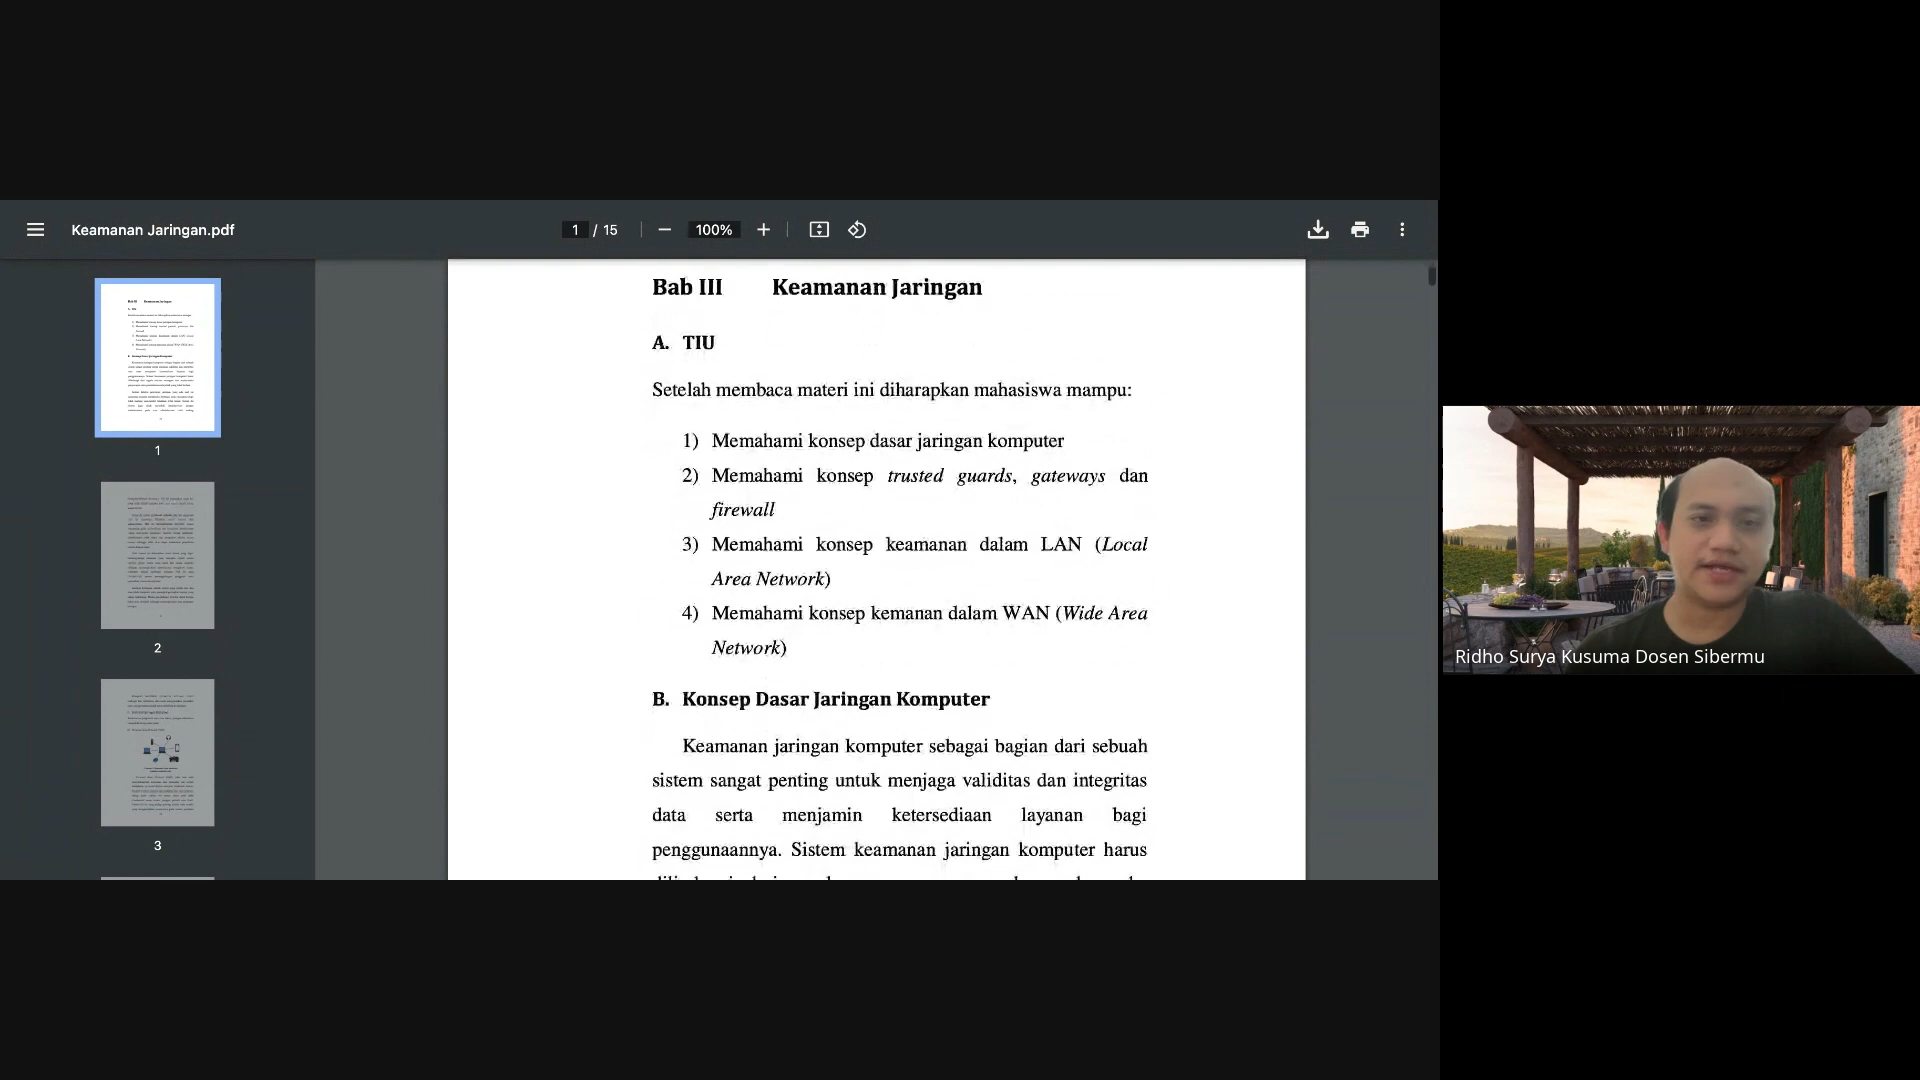 Keamanan Jaringan.pdf
1 / 15
100%
Bab III Keamanan Jaringan
A. TIU
Setelah membaca materi ini diharapkan mahasiswa mampu:
1) Memahami konsep dasar jaringan komputer
2) Memahami konsep trusted guards, gateways dan
firewall
3) Memahami konsep keamanan dalam LAN (Local
Area Network)
4) Memahami konsep kemanan dalam WAN (Wide Area
Network)
B. Konsep Dasar Jaringan Komputer
Keamanan jaringan komputer sebagai bagian dari sebuah
sistem sangat penting untuk menjaga validitas dan integritas
data serta menjamin ketersediaan layanan bagi
penggunaannya. Sistem keamanan jaringan komputer harus
1
2
3
Ridho Surya Kusuma Dosen Sibermu